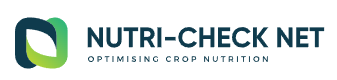 NUTRI-CHECK NET
OPTIMISING CROP NUTRITION